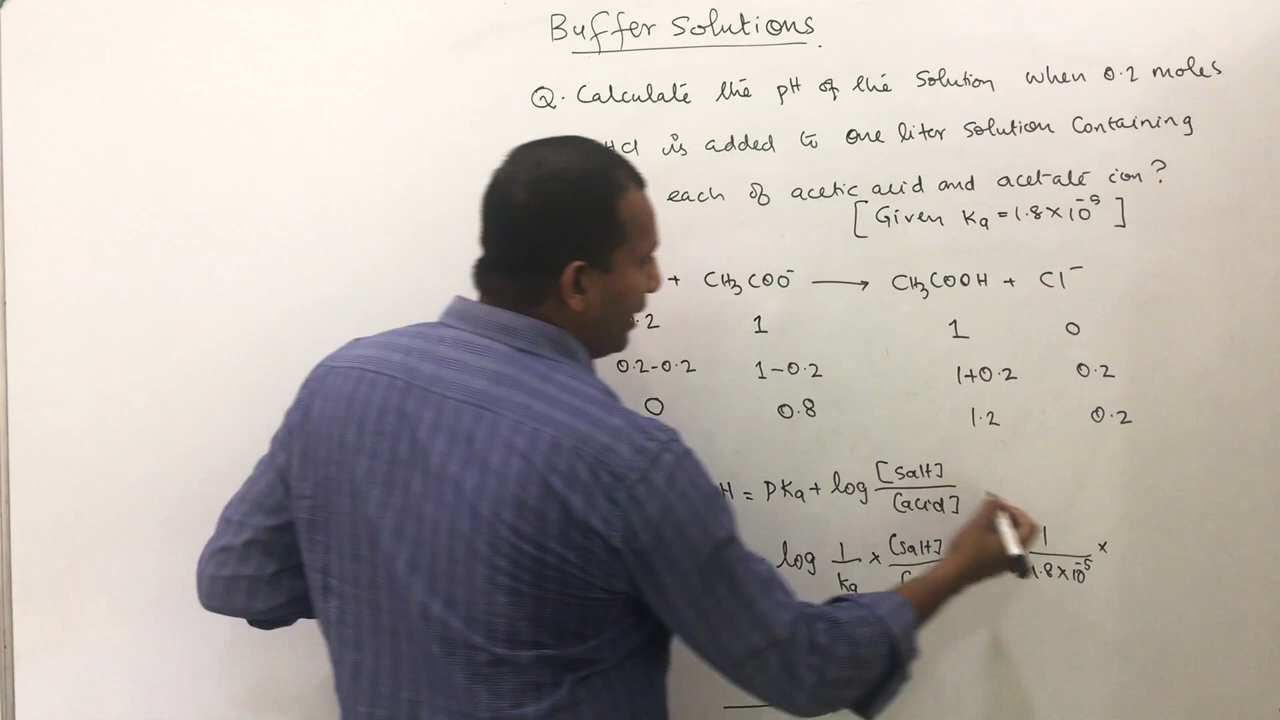 Buffer Solutions.
Q. Calculate the pH of the solution when 0.2 moles
HCl is added to one liter solution containing
each of acetic acid and acetate ion?
[Given Ka = 1.8×10⁻⁵]
+ CH₃COO⁻ ⟶ CH₃COOH + Cl⁻
0.2 1 1 0
0.2-0.2 1-0.2 1+0.2 0.2
0 0.8 1.2 0.2
H = PKa + log [Salt]/[acid]
log 1/Ka × [Salt]/ 1/1.8×10⁻⁵ ×